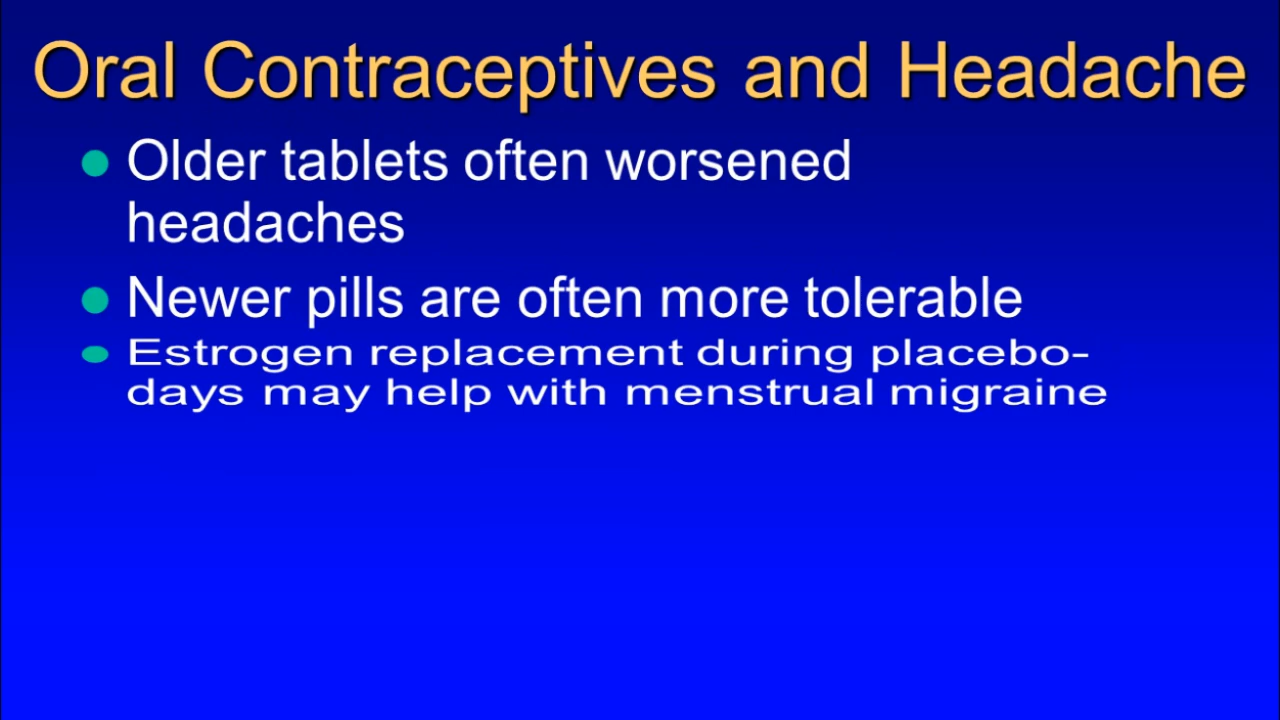 Oral Contraceptives and Headache
Older tablets often worsened
headaches
Newer pills are often more tolerable
Estrogen replacement during placebo-
days may help with menstrual migraine